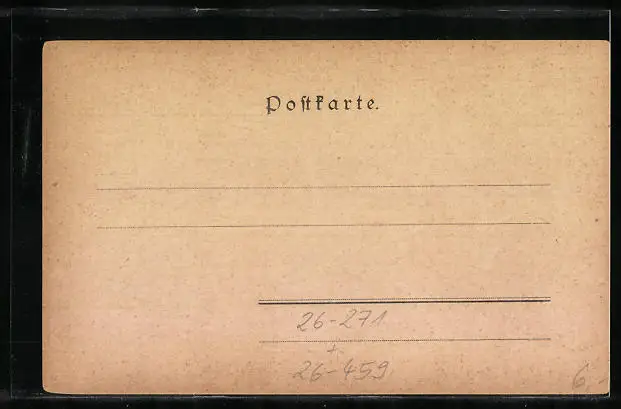 Postkarte.
26-271
+
26-459
6,-